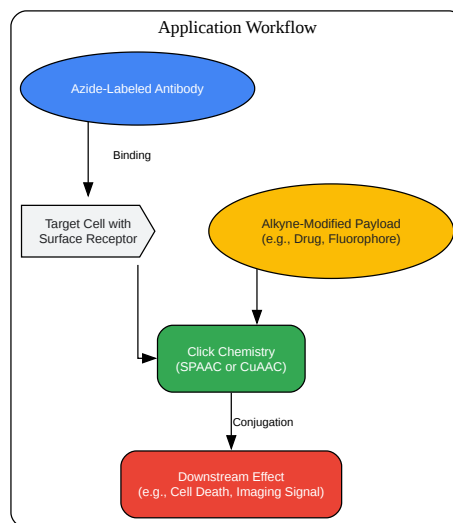 Application Workflow
Azide-Labeled Antibody
Binding
Target Cell with
Surface Receptor
Alkyne-Modified Payload
(e.g., Drug, Fluorophore)
Click Chemistry
(SPAAC or CuAAC)
Conjugation
Downstream Effect
(e.g., Cell Death, Imaging Signal)